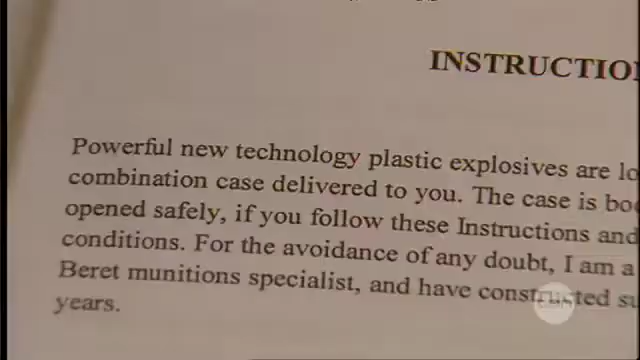 INSTRUCTIO
Powerful new technology plastic explosives are
combination case delivered to you. The case is
opened safely, if you follow these Instructions and
conditions. For the avoidance of any doubt, I am a
Beret munitions specialist, and have constructed
years.